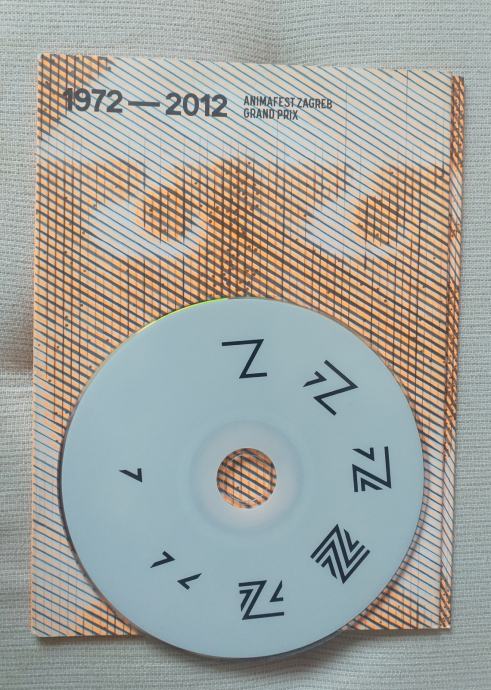 1972 — 2012
ANIMAFEST ZAGREB
GRAND PRIX